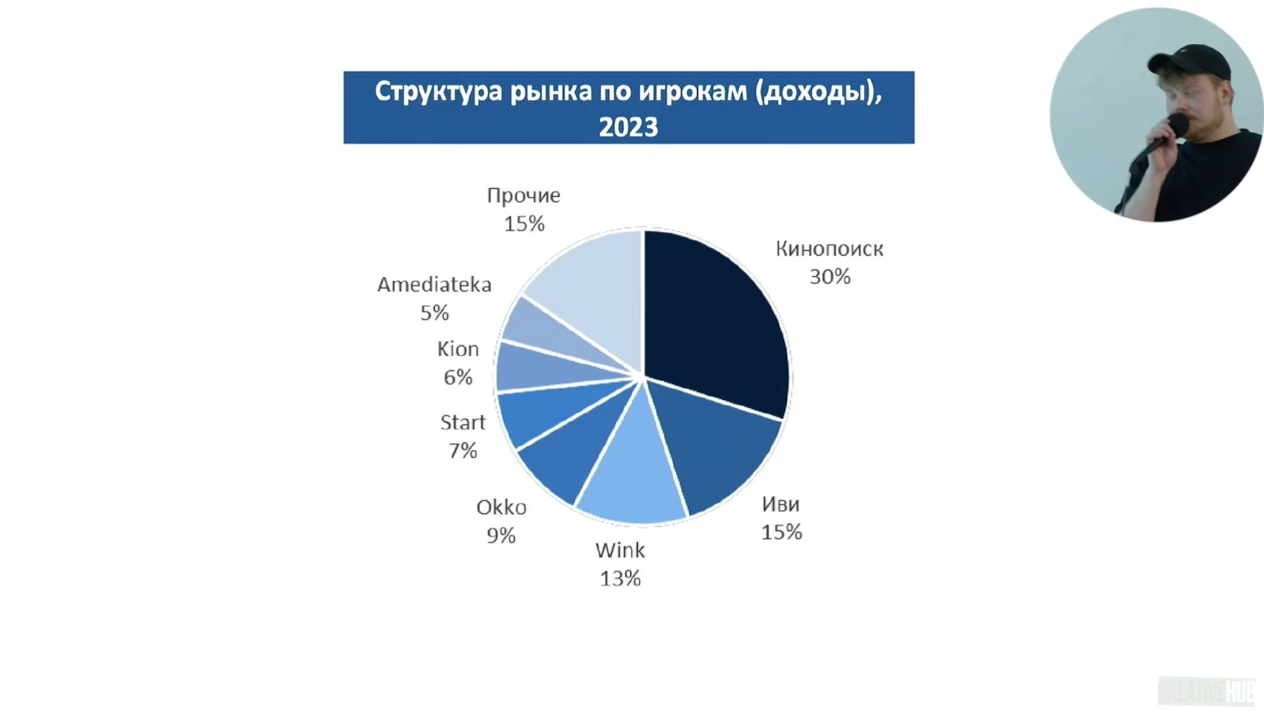 Структура рынка по игрокам (доходы),
2023
Прочие
15%
Кинопоиск
30%
Amediateka
5%
Kion
6%
Start
7%
Okko
9%
Иви
15%
Wink
13%
CREATIVEHUB